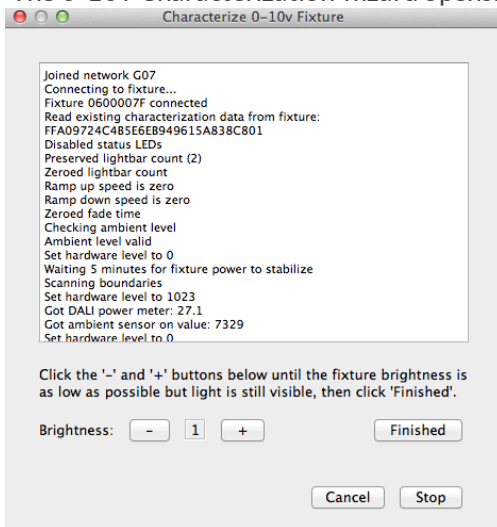 Characterize 0-10v Fixture
Joined network G07
Connecting to fixture...
Fixture 0600007F connected
Read existing characterization data from fixture:
FFA09724C4B5E6EB949615A838C801
Disabled status LEDs
Preserved lightbar count (2)
Zeroed lightbar count
Ramp up speed is zero
Ramp down speed is zero
Zeroed fade time
Checking ambient level
Ambient level valid
Set hardware level to 0
Waiting 5 minutes for fixture power to stabilize
Scanning boundaries
Set hardware level to 1023
Got DALI power meter: 27.1
Got ambient sensor on value: 7329
Set hardware level to 0
Click the '-' and '+' buttons below until the fixture brightness is
as low as possible but light is still visible, then click 'Finished'.
Brightness: - 1 + Finished
Cancel Stop